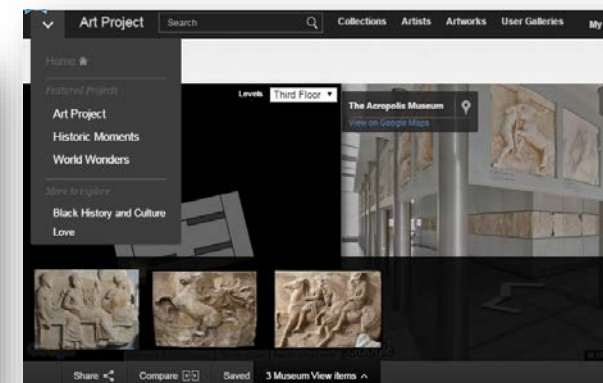 Art Project
Search
Collections
Artists
Artworks
User Galleries
My
Home
Featured Projects
Art Project
Historic Moments
World Wonders
More to explore
Black History and Culture
Love
Levels
Third Floor
The Acropolis Museum
View on Google Maps
Share
Compare
Saved
3 Museum View items